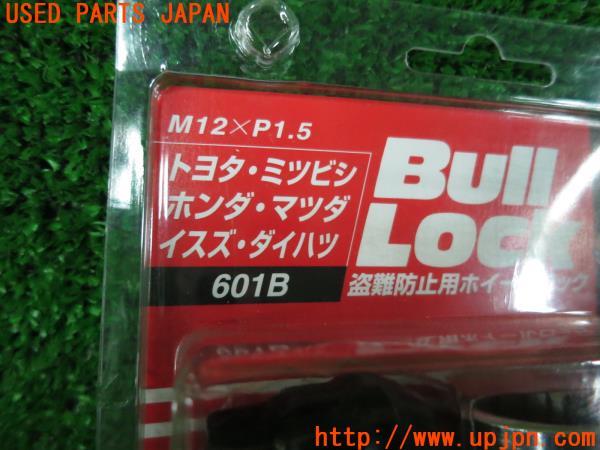 USED PARTS JAPAN
M12×P1.5
トヨタ・ミツビシ
ホンダ・マツダ
イスズ・ダイハツ
601B
Bull
Lock
盗難防止用ホイールロック
http://www.upjpn.com